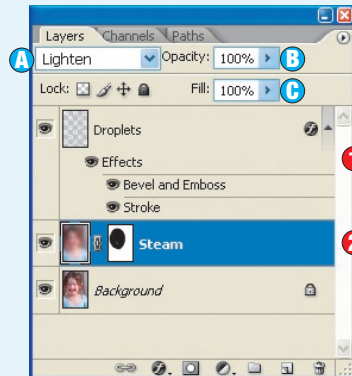 Layers Channels Paths
A Lighten Opacity: 100% B
Lock: Fill: 100% C
Droplets
Effects
Bevel and Emboss
Stroke
Steam
Background